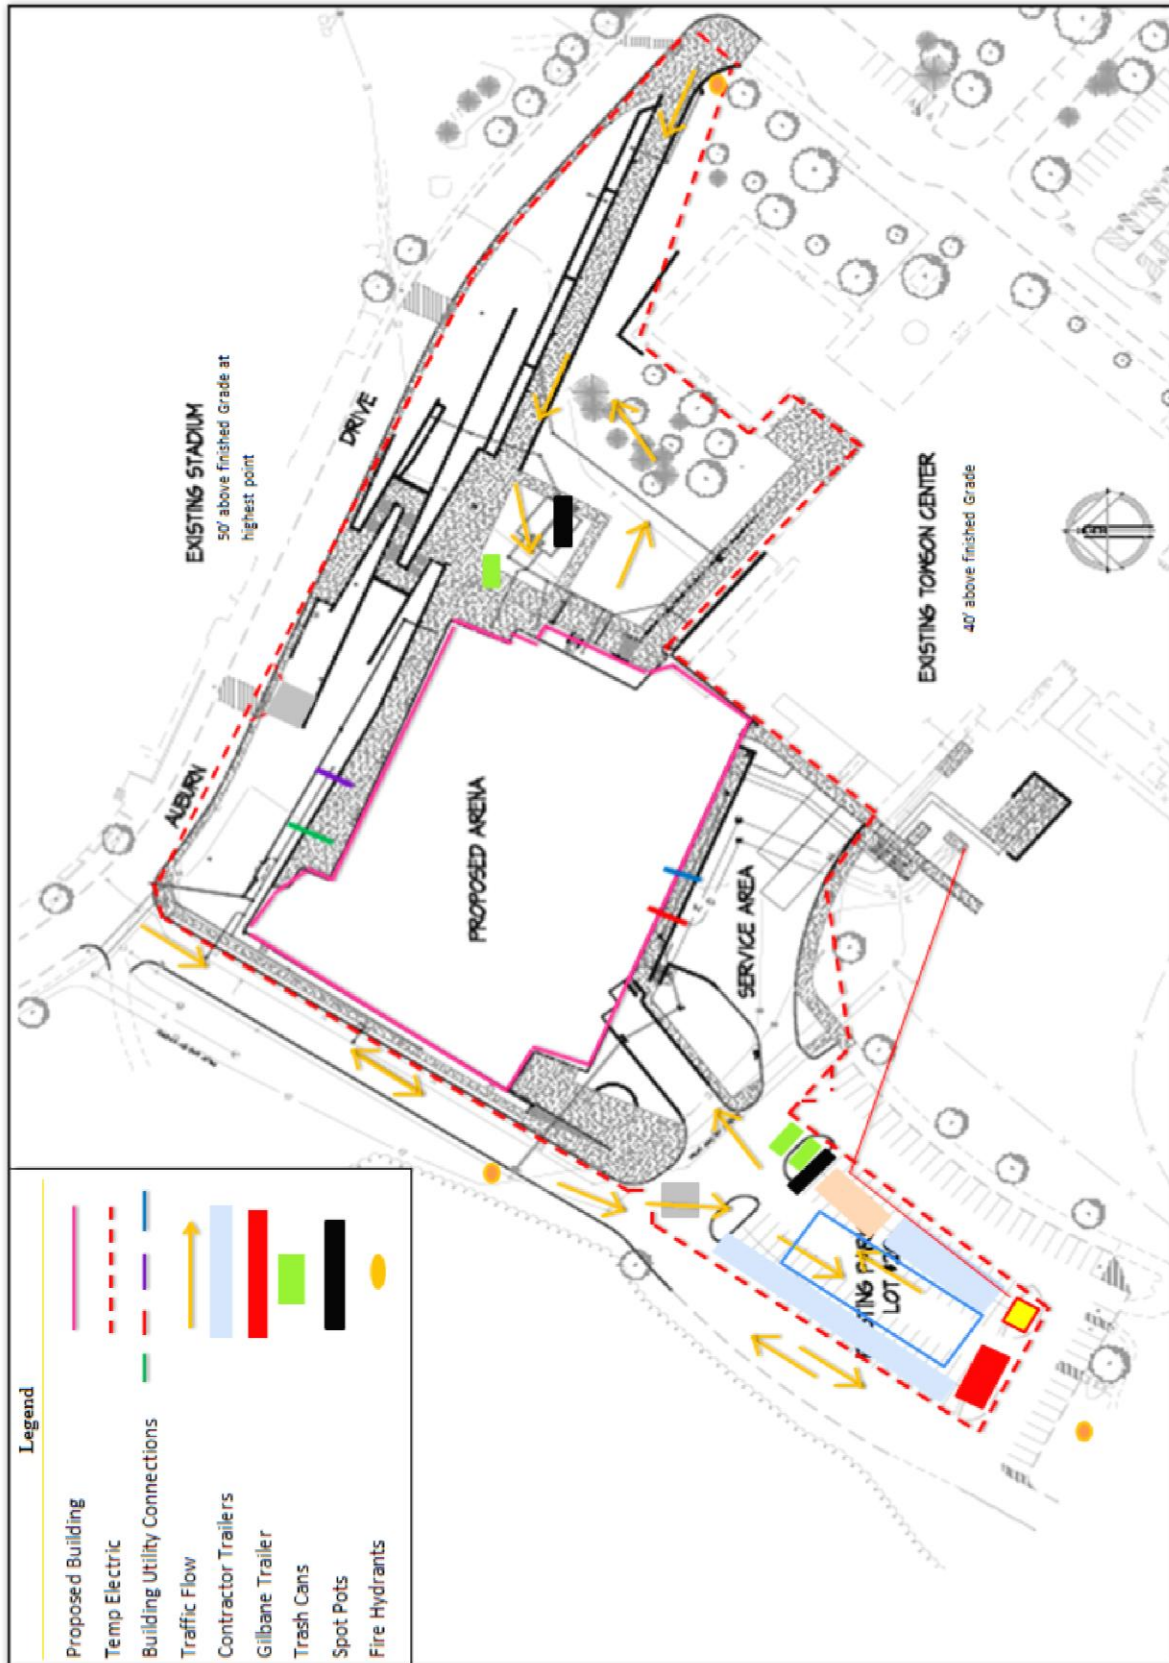 Legend
Proposed Building
Temp Electric
Building Utility Connections
Traffic Flow
Contractor Trailers
Gilbane Trailer
Trash Cans
Spot Pots
Fire Hydrants
EXISTING STADIUM
50' above finished Grade at
highest point
AUBURN
DRIVE
PROPOSED ARENA
SERVICE AREA
EXISTING TOMSON CENTER
40' above finished Grade
LOT